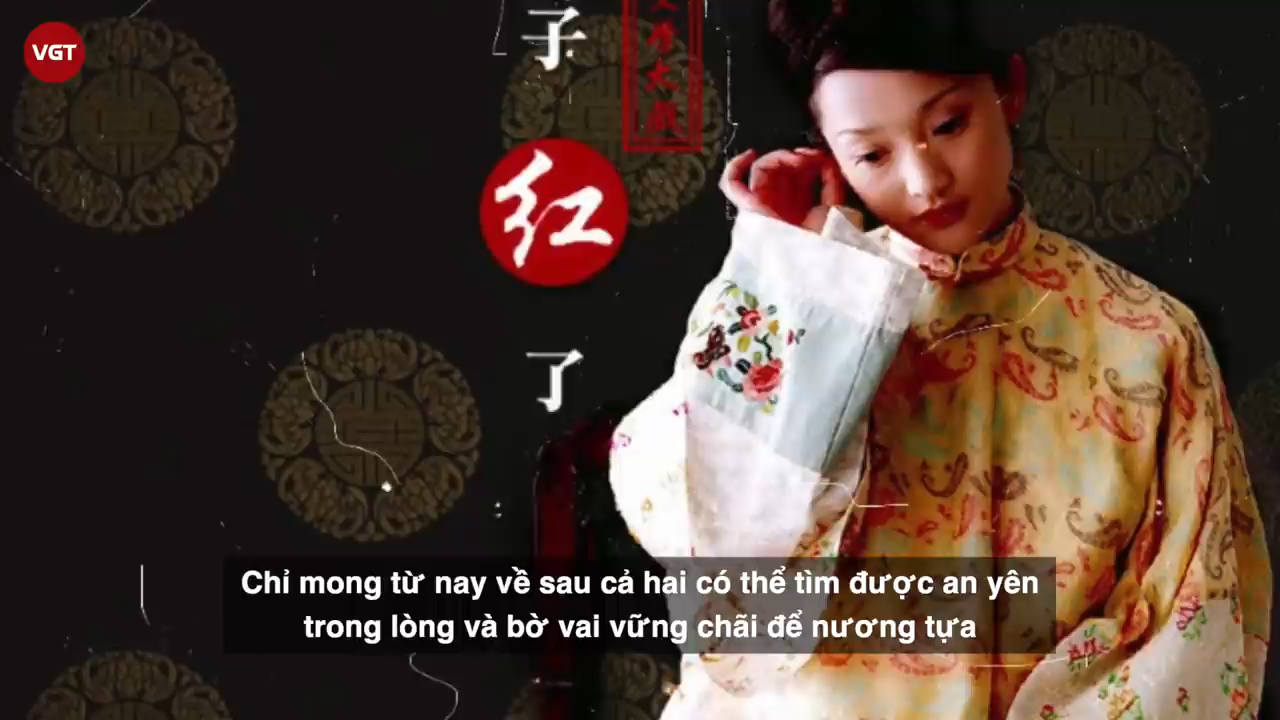 VGT
子
红
了
大
Chỉ mong từ nay về sau cả hai có thể tìm được an yên
trong lòng và bờ vai vững chãi để nương tựa